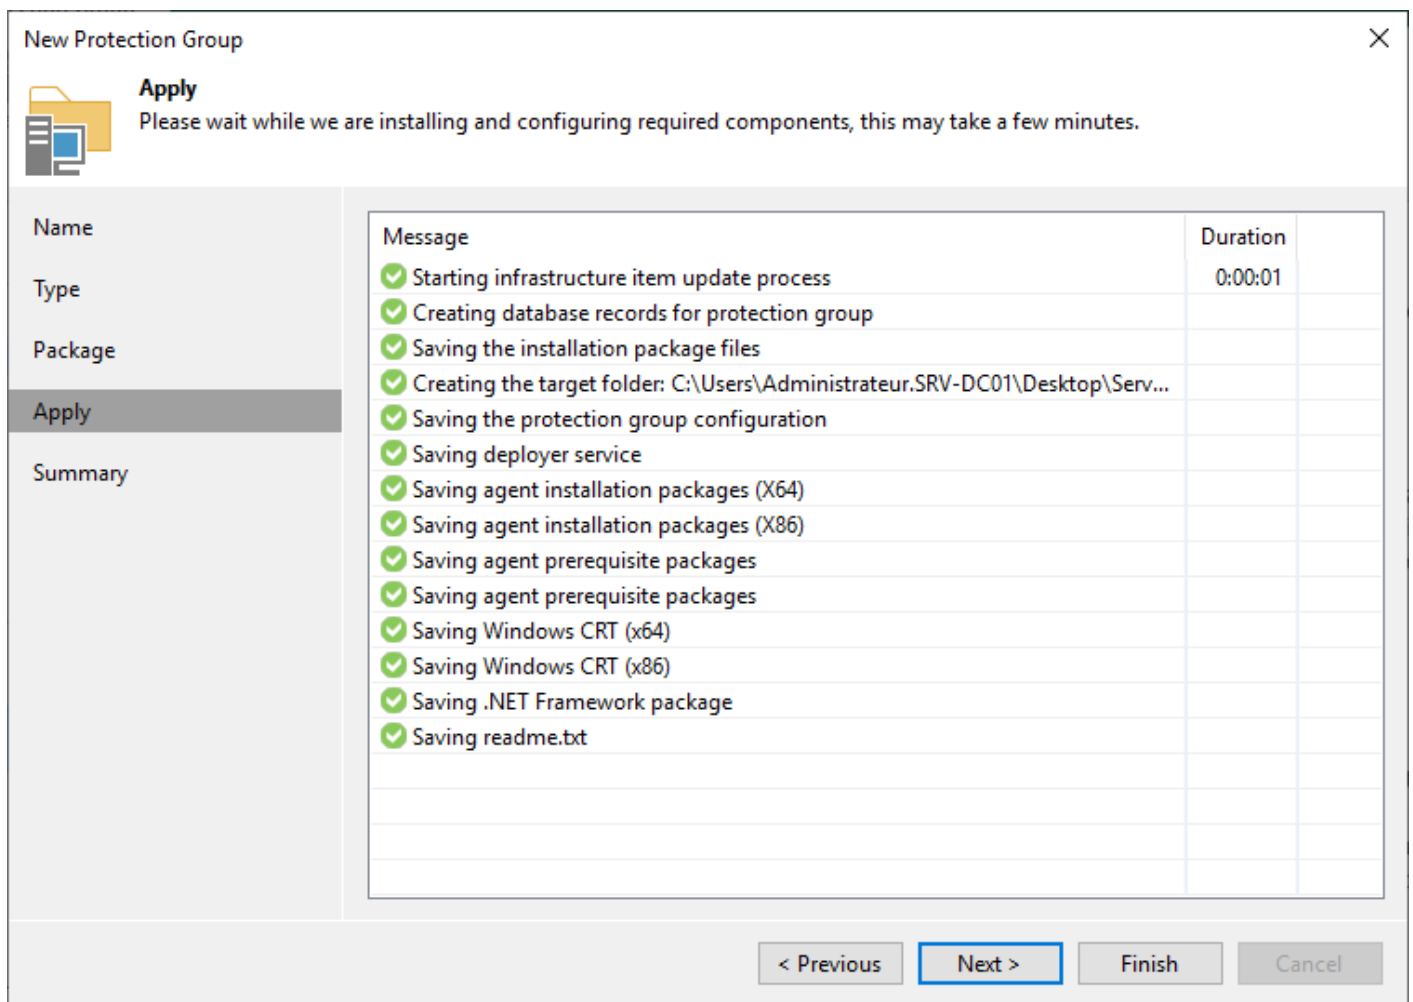 New Protection Group
Apply
Please wait while we are installing and configuring required components, this may take a few minutes.
Name
Type
Package
Apply
Summary
Message Duration
Starting infrastructure item update process 0:00:01
Creating database records for protection group
Saving the installation package files
Creating the target folder: C:\Users\Administrateur.SRV-DC01\Desktop\Serv...
Saving the protection group configuration
Saving deployer service
Saving agent installation packages (X64)
Saving agent installation packages (X86)
Saving agent prerequisite packages
Saving agent prerequisite packages
Saving Windows CRT (x64)
Saving Windows CRT (x86)
Saving .NET Framework package
Saving readme.txt
< Previous Next > Finish Cancel